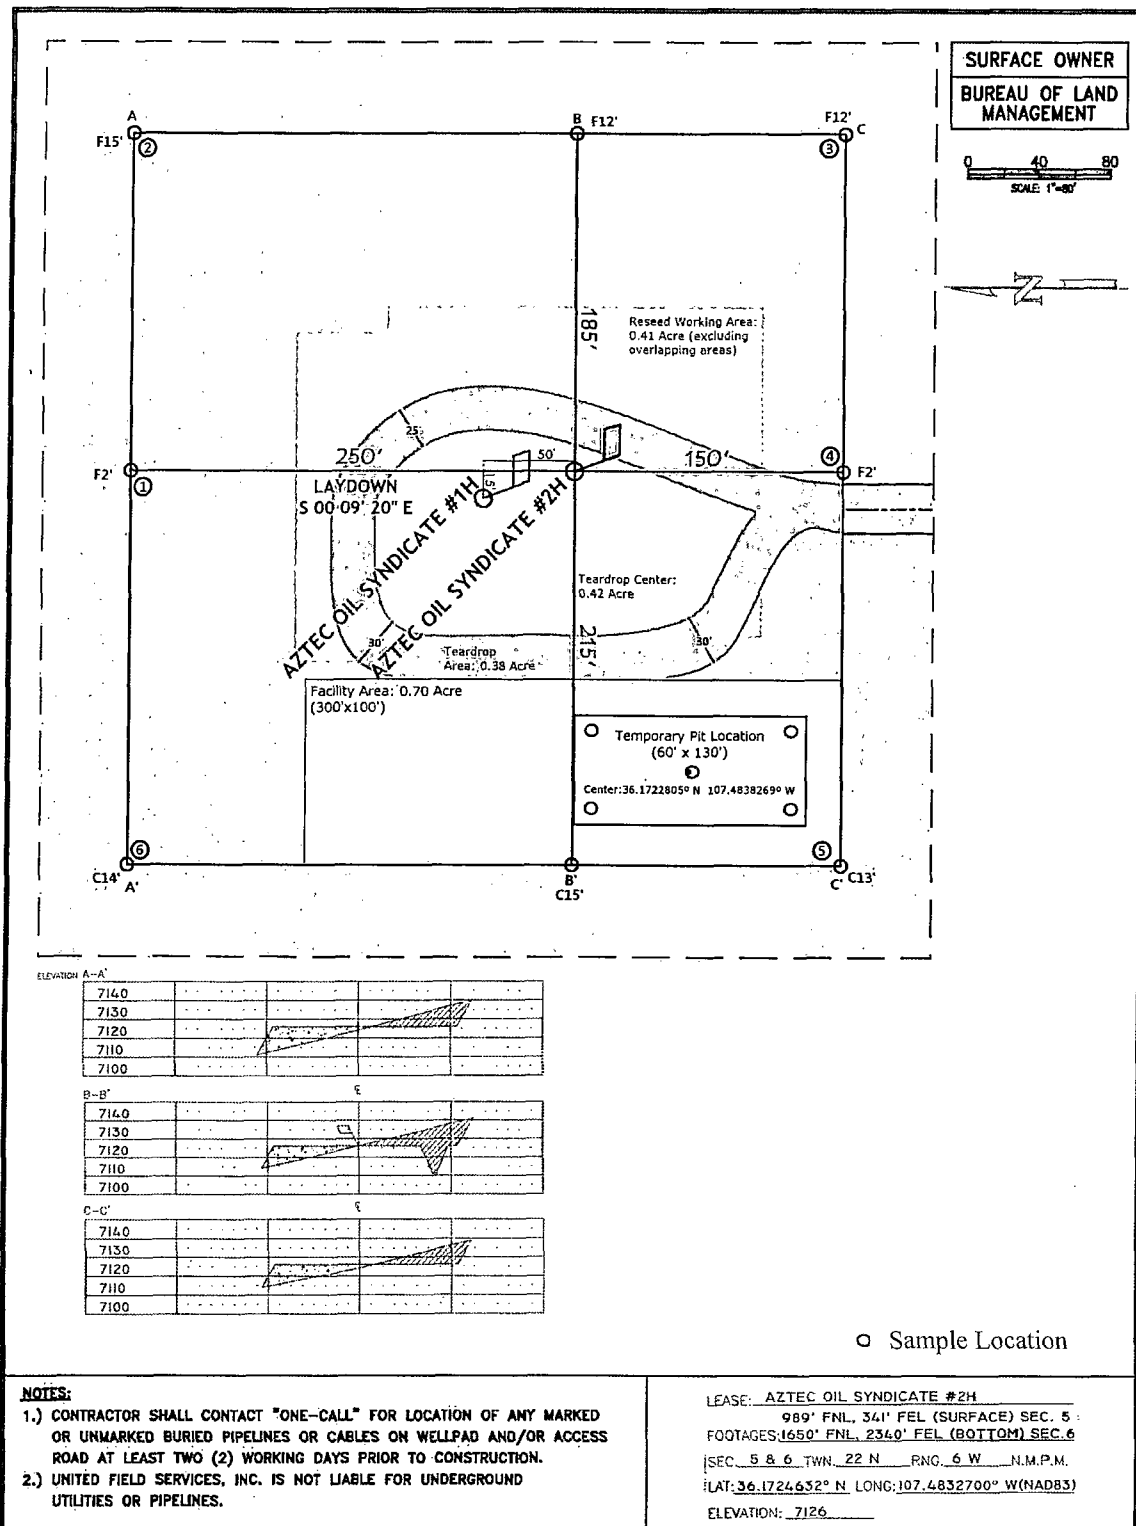 SURFACE OWNER
BUREAU OF LAND
MANAGEMENT
0 40 80
SCALE: 1"=80'
N
A
F15'
2
B F12'
F12' C
3
185'
Reseed Working Area:
0.41 Acre (excluding
overlapping areas)
25'
F2'
1
250'
50'
150'
4
F2'
LAYDOWN
S 00°09' 20" E
AZTEC OIL SYNDICATE #1H
AZTEC OIL SYNDICATE #2H
Teardrop Center:
0.42 Acre
30'
215'
30'
Teardrop
Area: 0.38 Acre
Facility Area: 0.70 Acre
(300'x100')
Temporary Pit Location
(60' x 130')
Center:36.1722805° N 107.4838269° W
6
C14'
A'
B'
C15'
5
C' C13'
ELEVATION A-A'
7140
7130
7120
7110
7100
B-B'
7140
7130
7120
7110
7100
C-C'
7140
7130
7120
7110
7100
Sample Location
NOTES:
1.) CONTRACTOR SHALL CONTACT "ONE-CALL" FOR LOCATION OF ANY MARKED
OR UNMARKED BURIED PIPELINES OR CABLES ON WELLPAD AND/OR ACCESS
ROAD AT LEAST TWO (2) WORKING DAYS PRIOR TO CONSTRUCTION.
2.) UNITED FIELD SERVICES, INC. IS NOT LIABLE FOR UNDERGROUND
UTILITIES OR PIPELINES.
LEASE: AZTEC OIL SYNDICATE #2H
989' FNL, 341' FEL (SURFACE) SEC. 5
FOOTAGES: 1650' FNL, 2340' FEL (BOTTOM) SEC.6
SEC. 5 & 6 TWN. 22 N RNG. 6 W N.M.P.M.
LAT: 36.1724632° N LONG: 107.4832700° W(NAD83)
ELEVATION: 7126